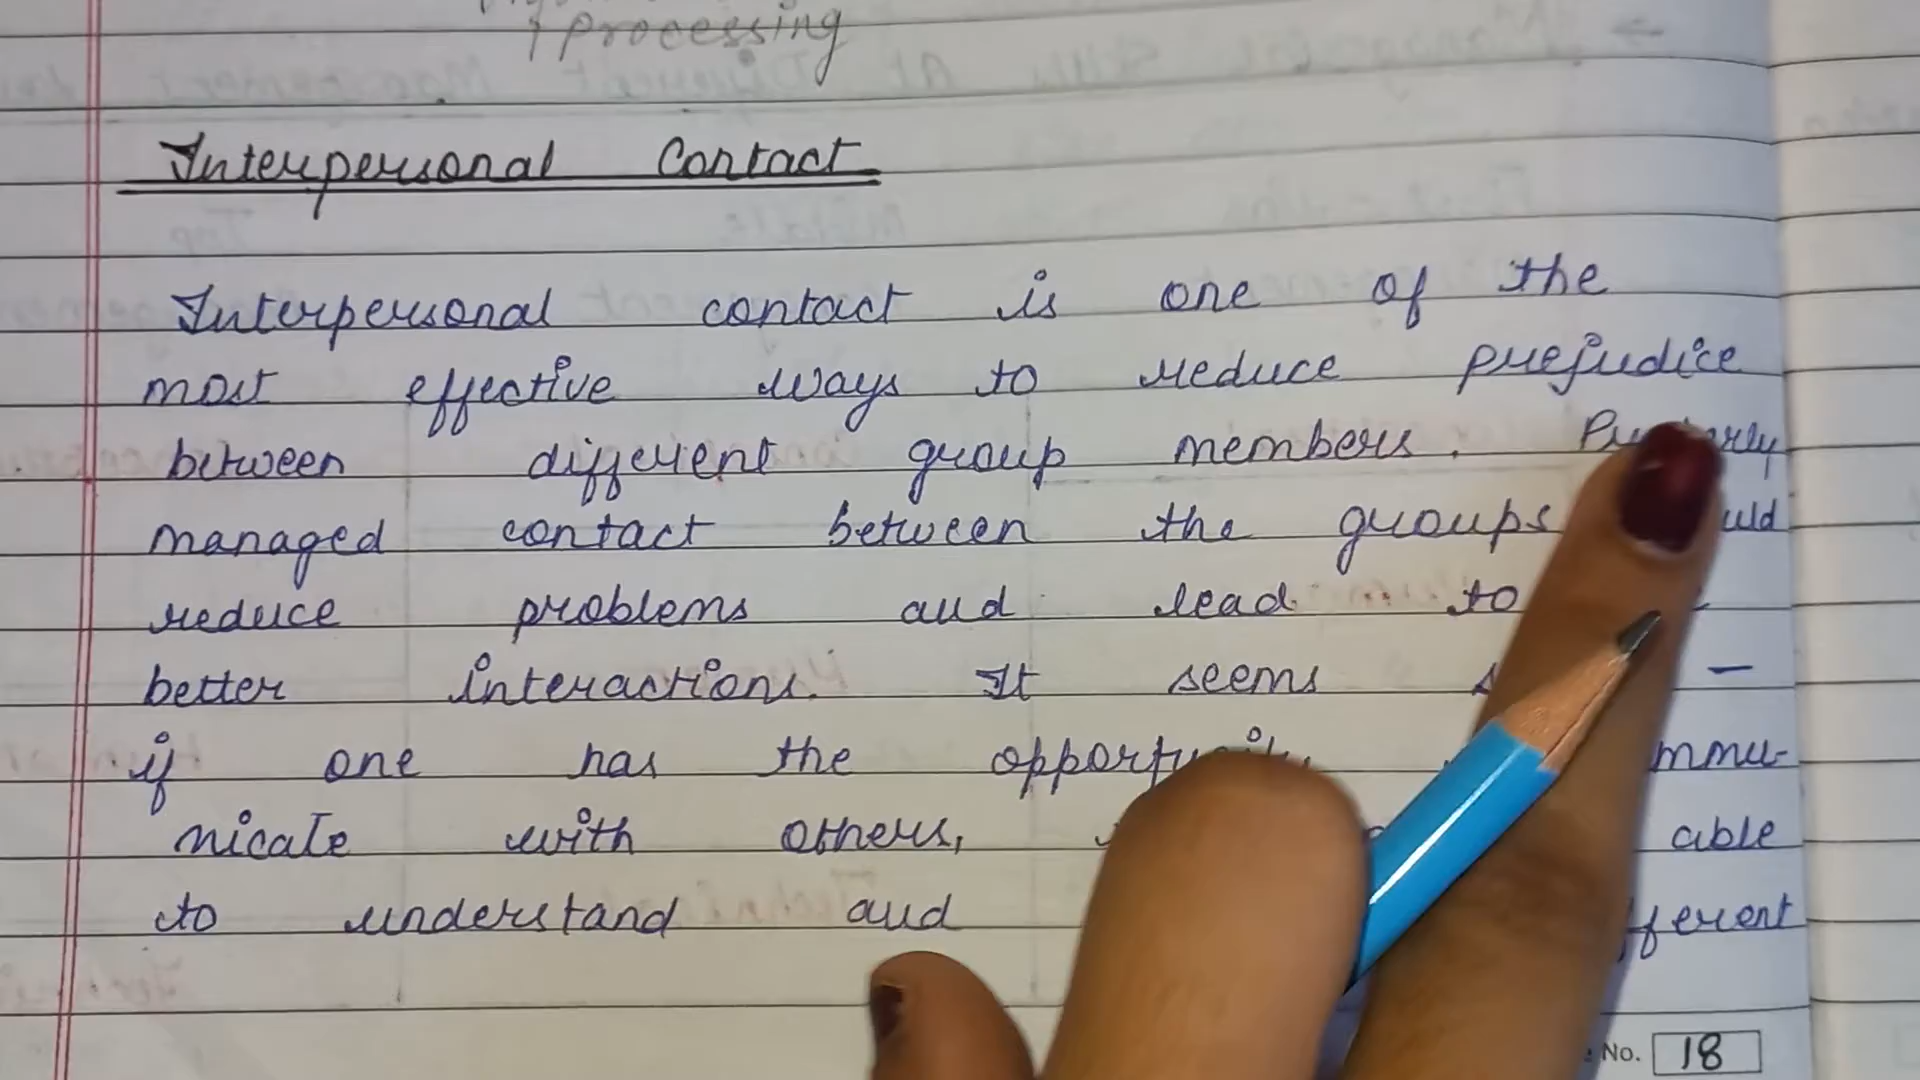 Processing
Interpersonal Contact
Interpersonal contact is one of the
most effective ways to reduce prejudice
between different group members.
managed contact between the groups
reduce problems and lead to
better interactions. It seems
if one has the mmu-
nicate with others, able
to understand and
No. 18